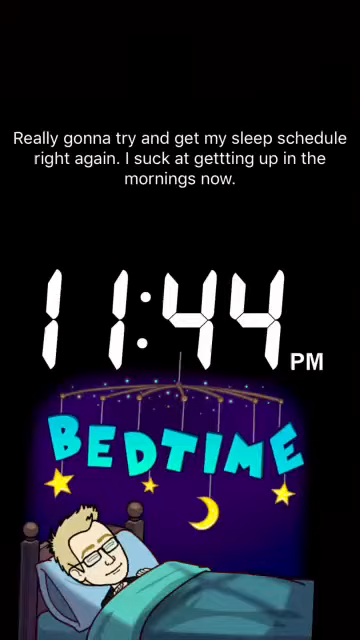 Really gonna try and get my sleep schedule
right again. I suck at gettting up in the
mornings now.
11:44 PM
BEDTIME